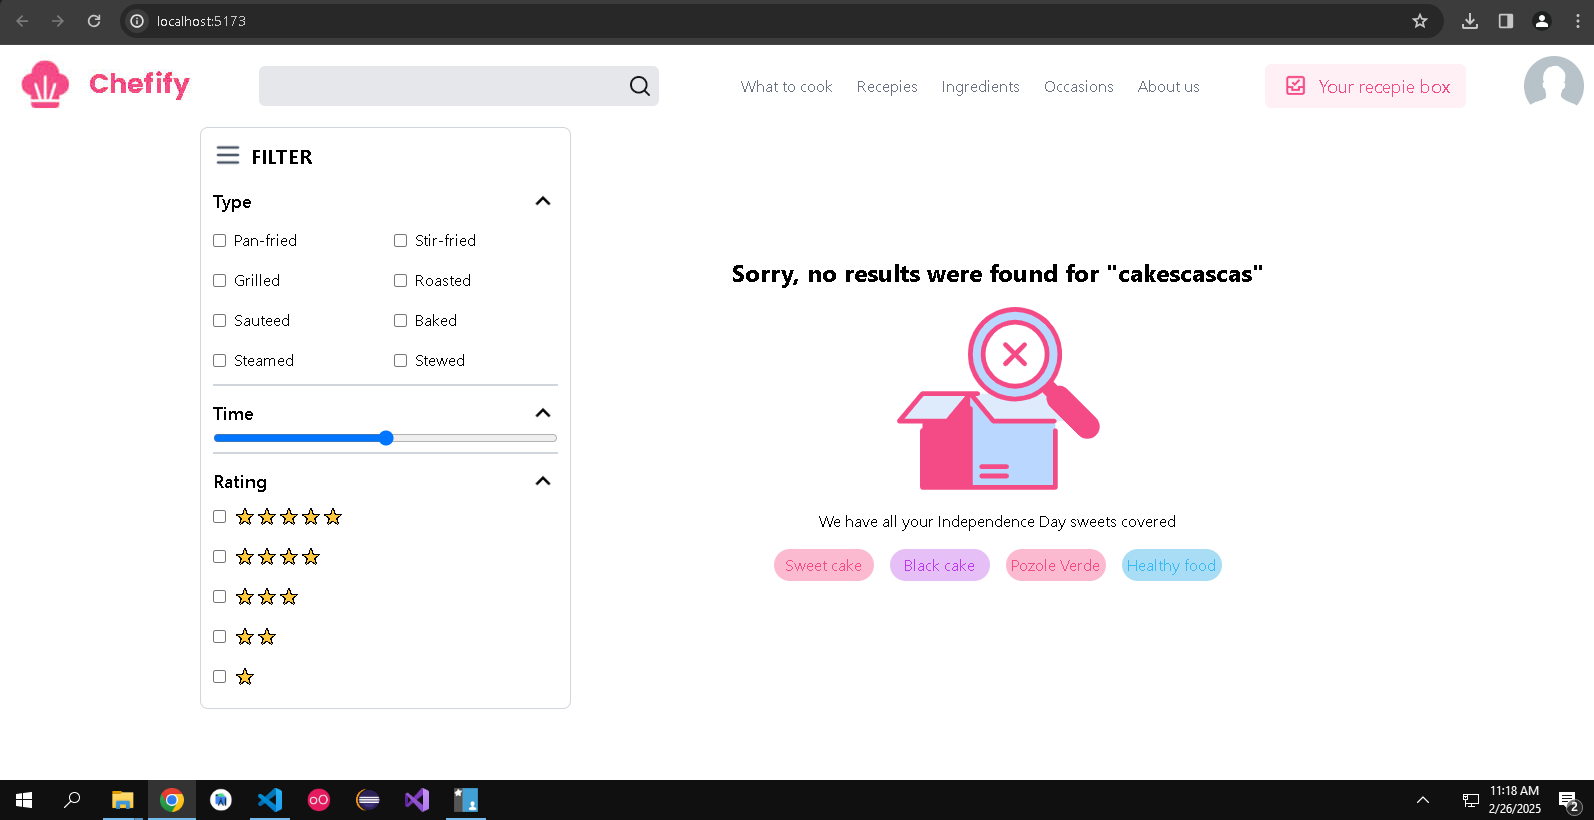 localhost:5173
Chefify
What to cook Recepies Ingredients Occasions About us
Your recepie box
FILTER
Type
Pan-fried Stir-fried
Grilled Roasted
Sauteed Baked
Steamed Stewed
Time
Rating
Sorry, no results were found for "cakescascas"
We have all your Independence Day sweets covered
Sweet cake Black cake Pozole Verde Healthy food
11:18 AM
2/26/2025
2